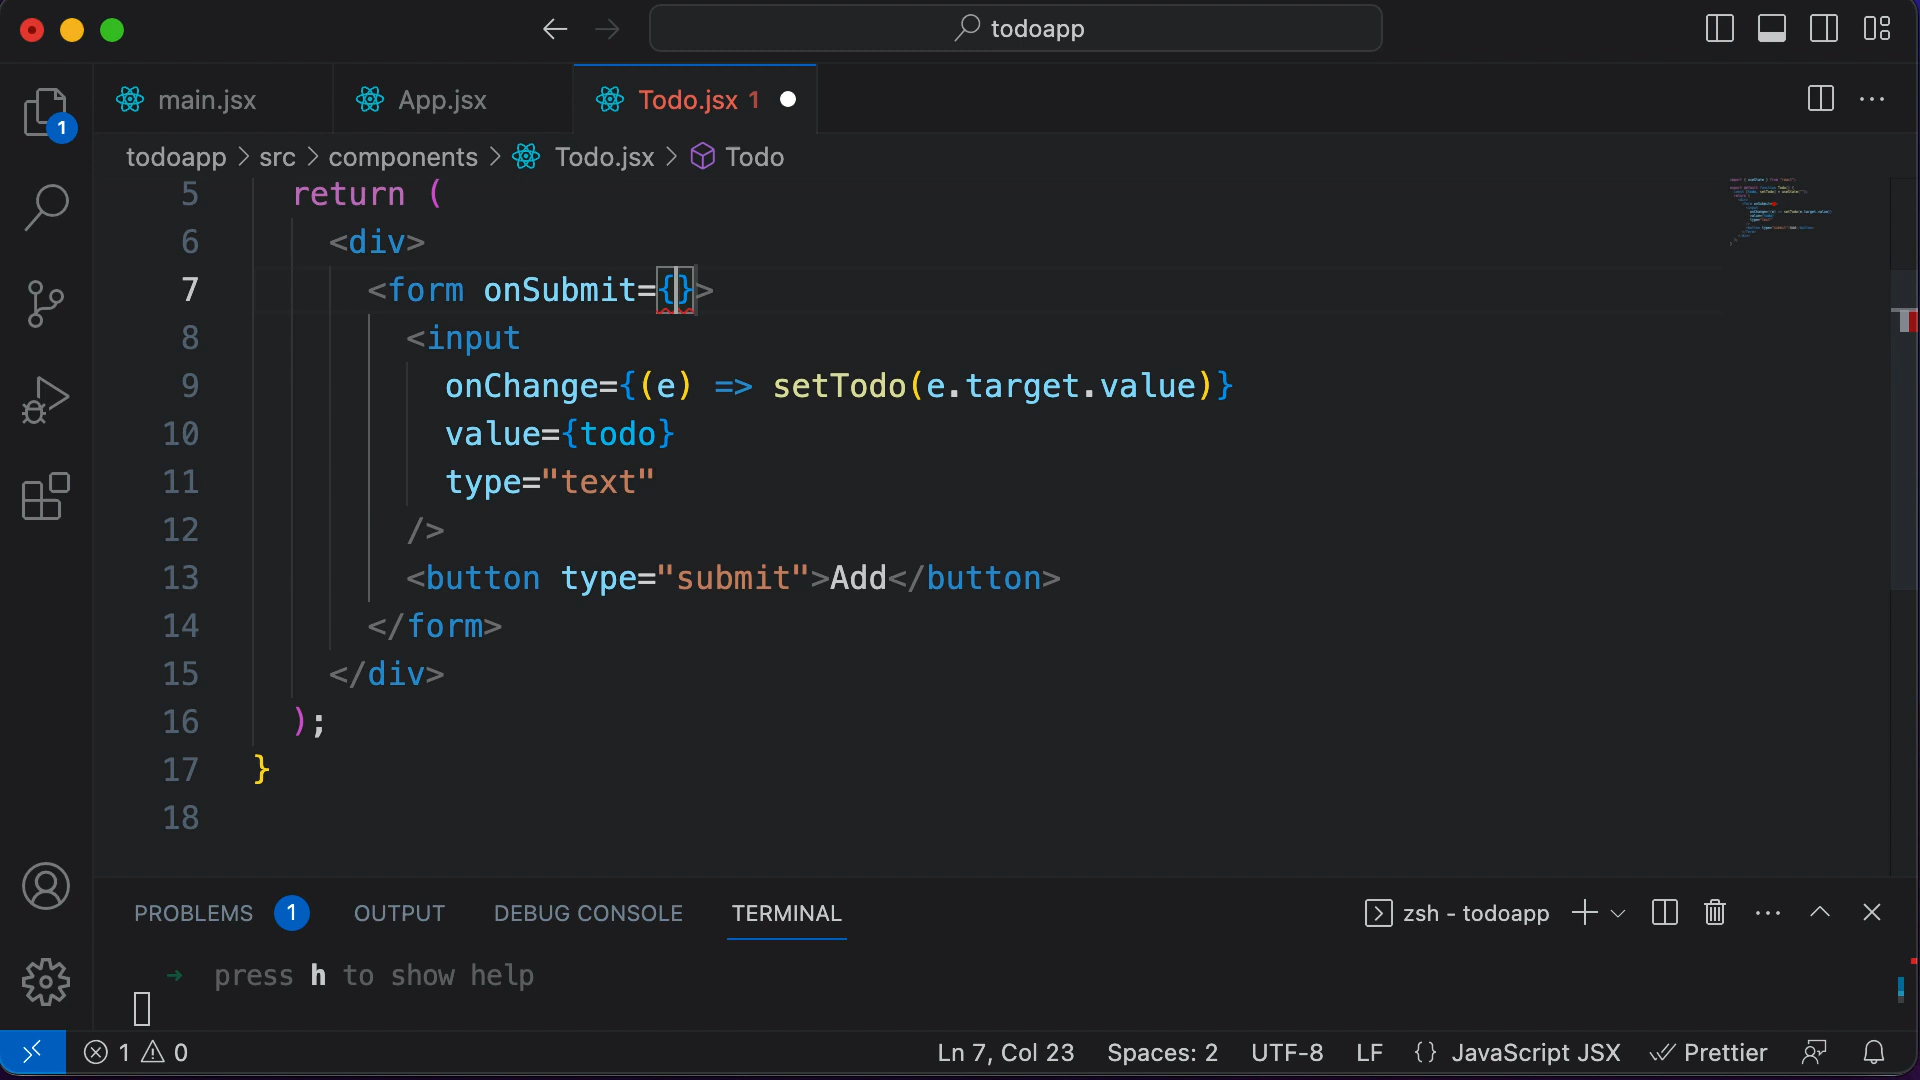 todoapp
main.jsx
App.jsx
Todo.jsx 1
1
todoapp > src > components > Todo.jsx > Todo
5 return (
6 <div>
7 <form onSubmit={}>
8 <input
9 onChange={(e) => setTodo(e.target.value)}
10 value={todo}
11 type="text"
12 />
13 <button type="submit">Add</button>
14 </form>
15 </div>
16 );
17 }
18
PROBLEMS 1 OUTPUT DEBUG CONSOLE TERMINAL
zsh - todoapp
→ press h to show help
1 0
Ln 7, Col 23 Spaces: 2 UTF-8 LF {} JavaScript JSX Prettier